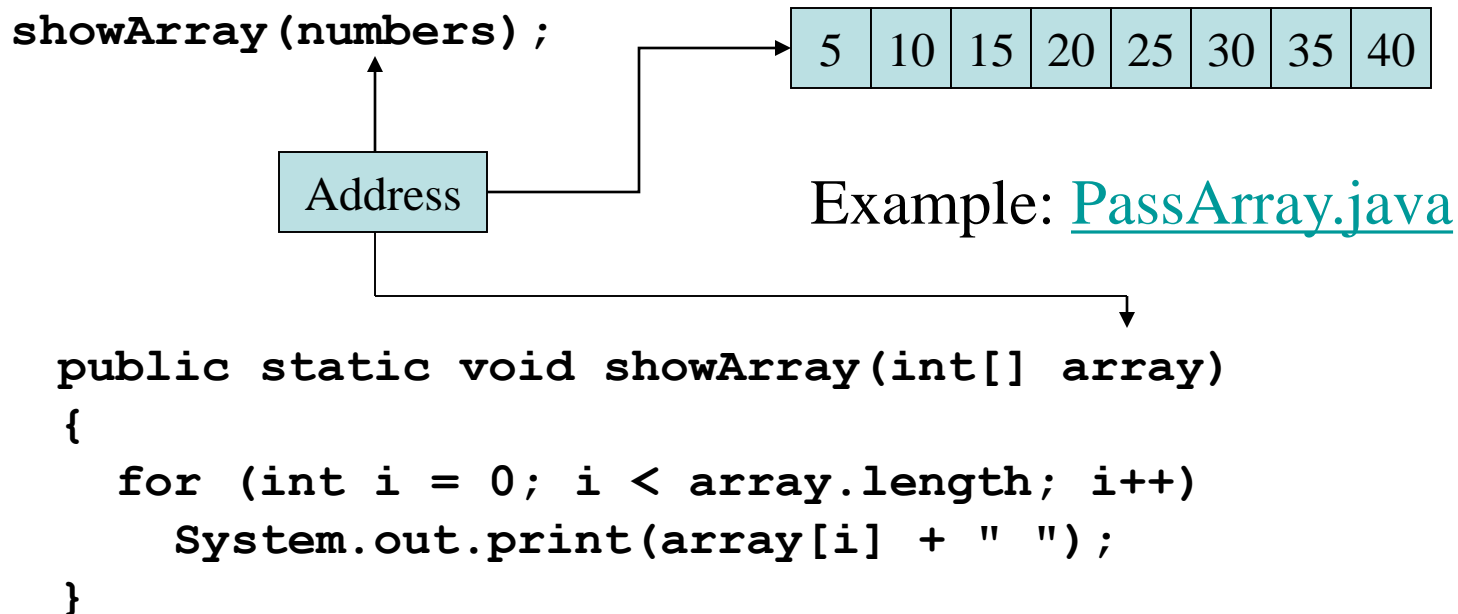 showArray(numbers);
5 10 15 20 25 30 35 40
Address
Example: PassArray.java
public static void showArray(int[] array)
{
for (int i = 0; i < array.length; i++)
System.out.print(array[i] + " ");
}